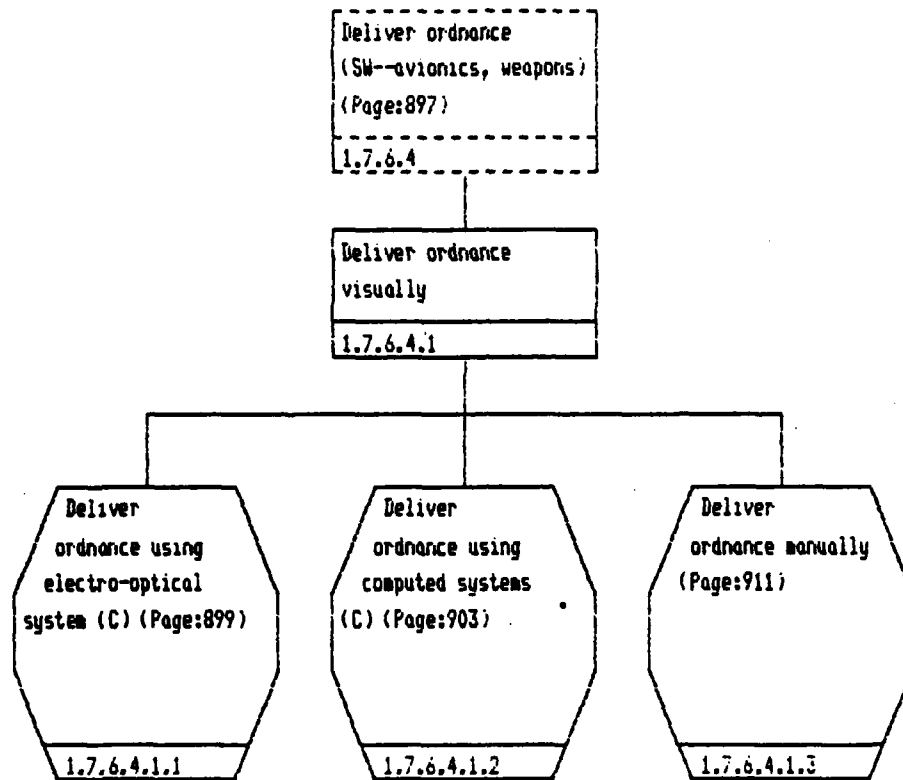 Deliver ordnance
(SW--avionics, weapons)
(Page:897)
1.7.6.4
Deliver ordnance
visually
1.7.6.4.1
Deliver
ordnance using
electro-optical
system (C) (Page:899)
1.7.6.4.1.1
Deliver
ordnance using
computed systems
(C) (Page:903)
1.7.6.4.1.2
Deliver
ordnance manually
(Page:911)
1.7.6.4.1.3